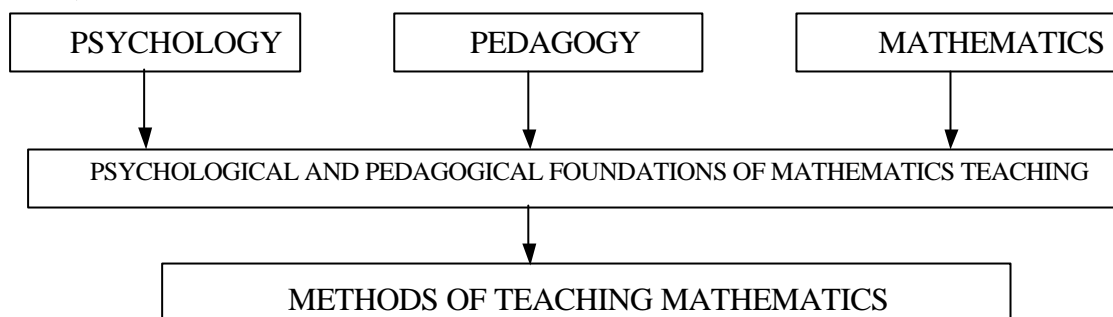 PSYCHOLOGY
PEDAGOGY
MATHEMATICS
PSYCHOLOGICAL AND PEDAGOGICAL FOUNDATIONS OF MATHEMATICS TEACHING
METHODS OF TEACHING MATHEMATICS